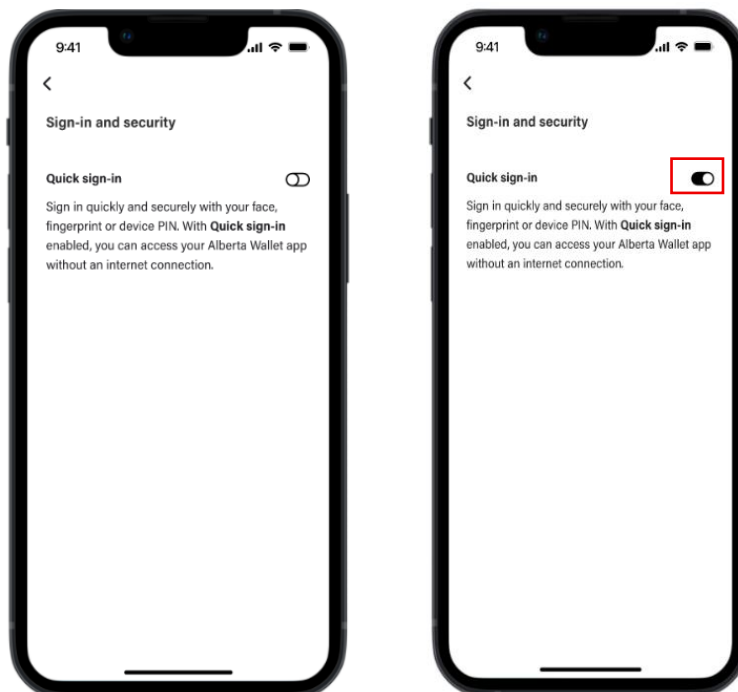 9:41
Sign-in and security
Quick sign-in
Sign in quickly and securely with your face,
fingerprint or device PIN. With Quick sign-in
enabled, you can access your Alberta Wallet app
without an internet connection.
9:41
Sign-in and security
Quick sign-in
Sign in quickly and securely with your face,
fingerprint or device PIN. With Quick sign-in
enabled, you can access your Alberta Wallet app
without an internet connection.